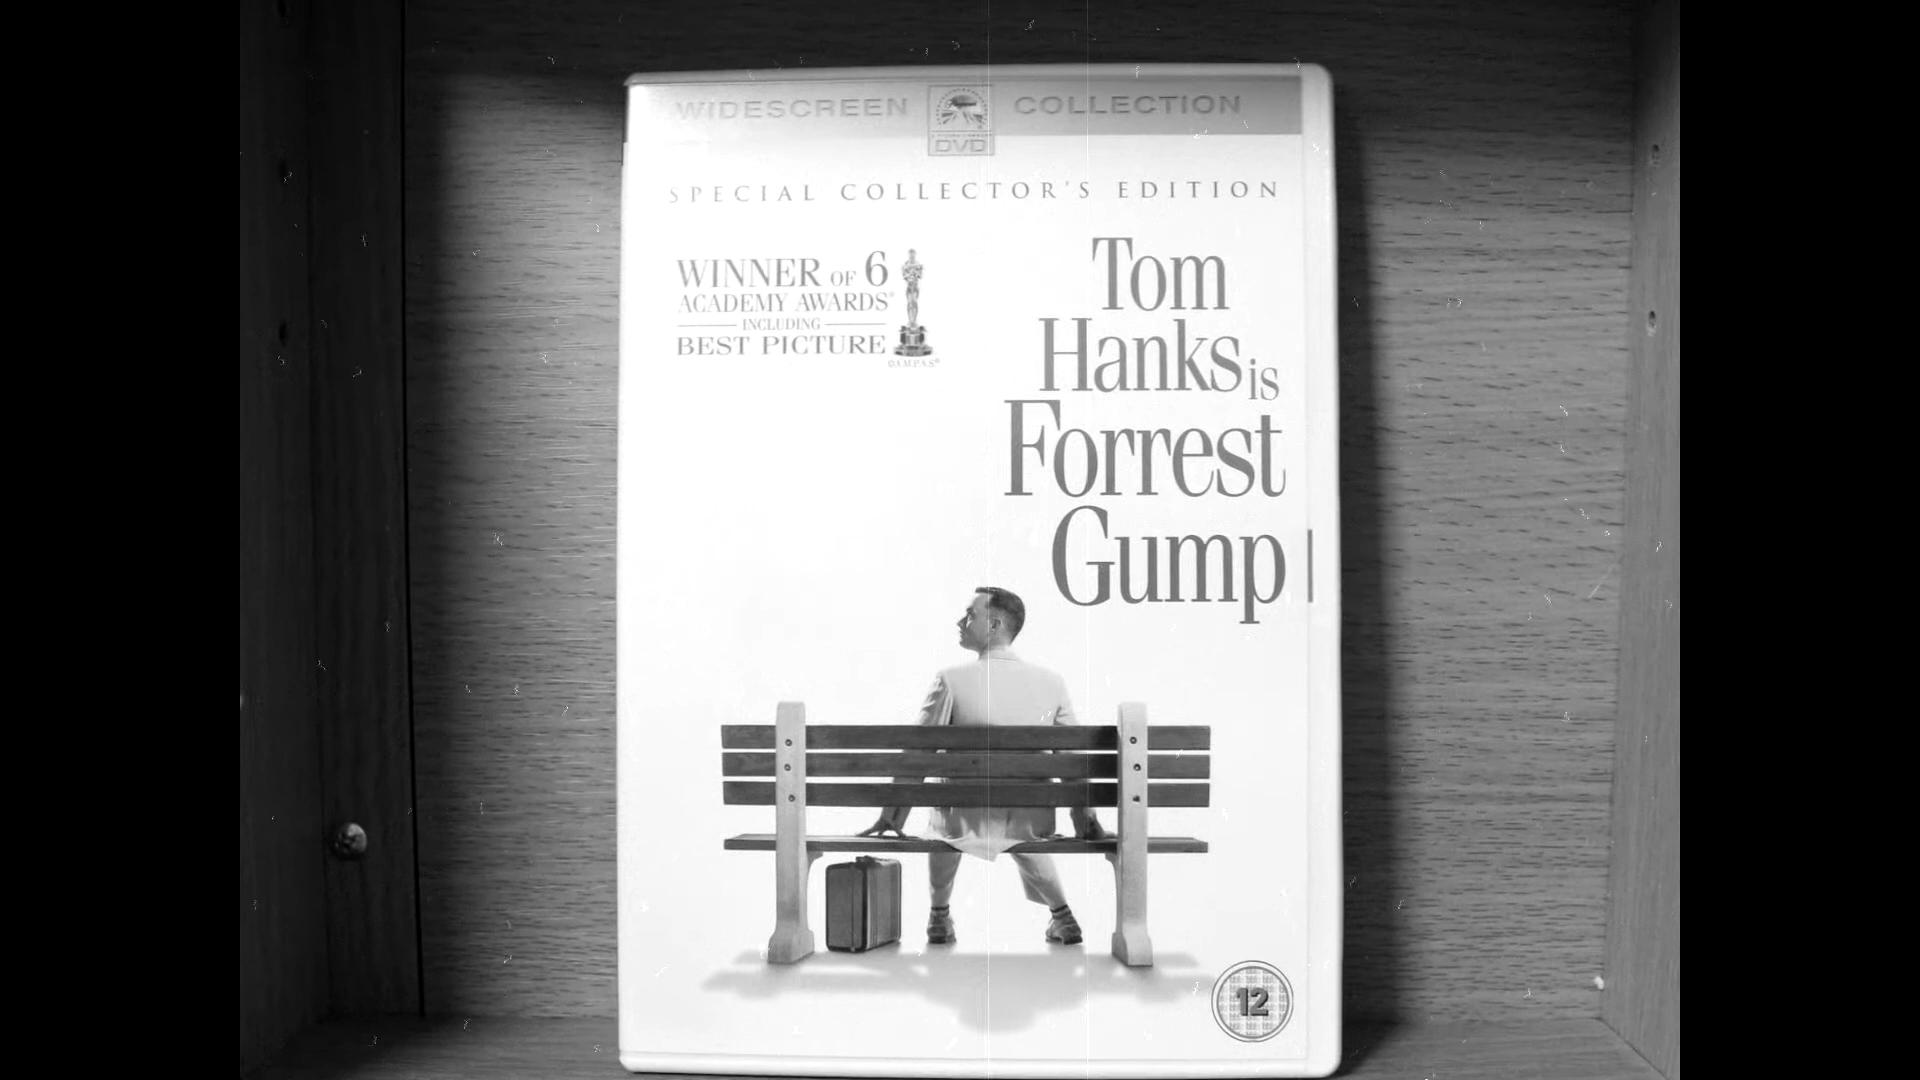 WIDESCREEN COLLECTION
DVD
SPECIAL COLLECTOR'S EDITION
WINNER OF 6
ACADEMY AWARDS®
INCLUDING
BEST PICTURE
©A.M.P.A.S.®
Tom
Hanks is
Forrest
Gump
12